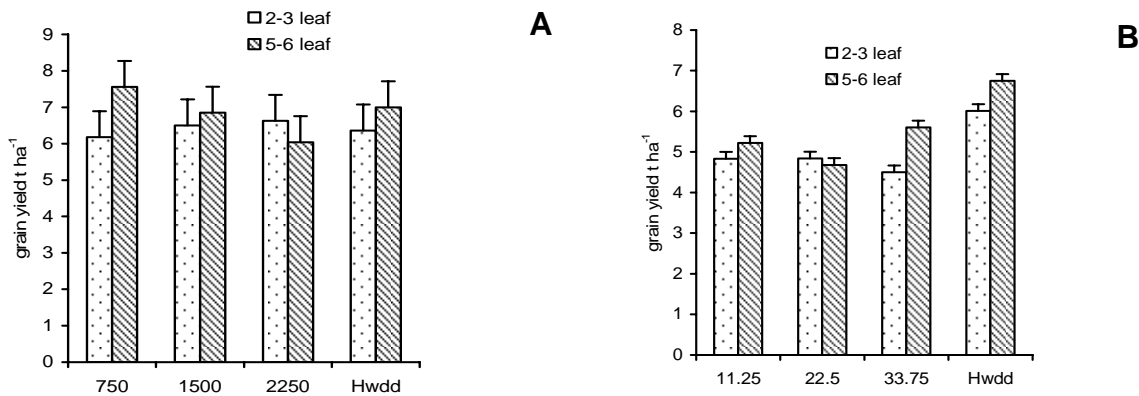 A
2-3 leaf
5-6 leaf
grain yield t ha⁻¹
9
8
7
6
5
4
3
2
1
0
750 1500 2250 Hwdd
B
2-3 leaf
5-6 leaf
grain yield t ha⁻¹
8
7
6
5
4
3
2
1
0
11.25 22.5 33.75 Hwdd